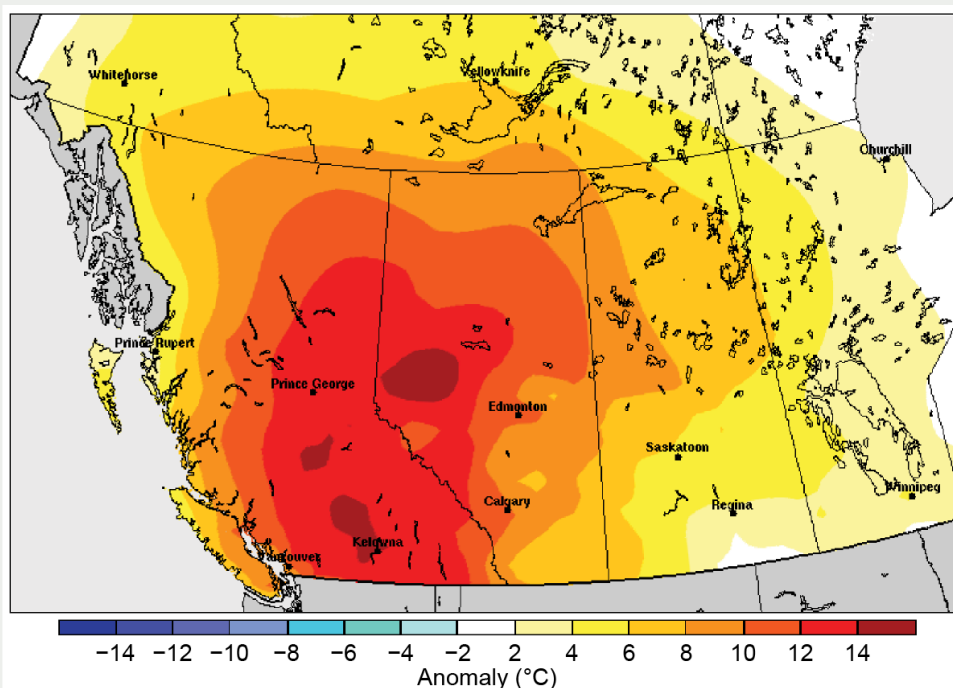 Whitehorse
Yellowknife
Churchill
Prince Rupert
Prince George
Edmonton
Saskatoon
Calgary
Winnipeg
Regina
Kelowna
Vancouver
−14 −12 −10 −8 −6 −4 −2 2 4 6 8 10 12 14
Anomaly (°C)